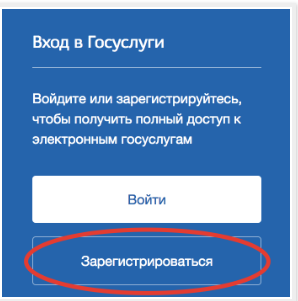 Вход в Госуслуги
Войдите или зарегистрируйтесь,
чтобы получить полный доступ к
электронным госуслугам
Войти
Зарегистрироваться